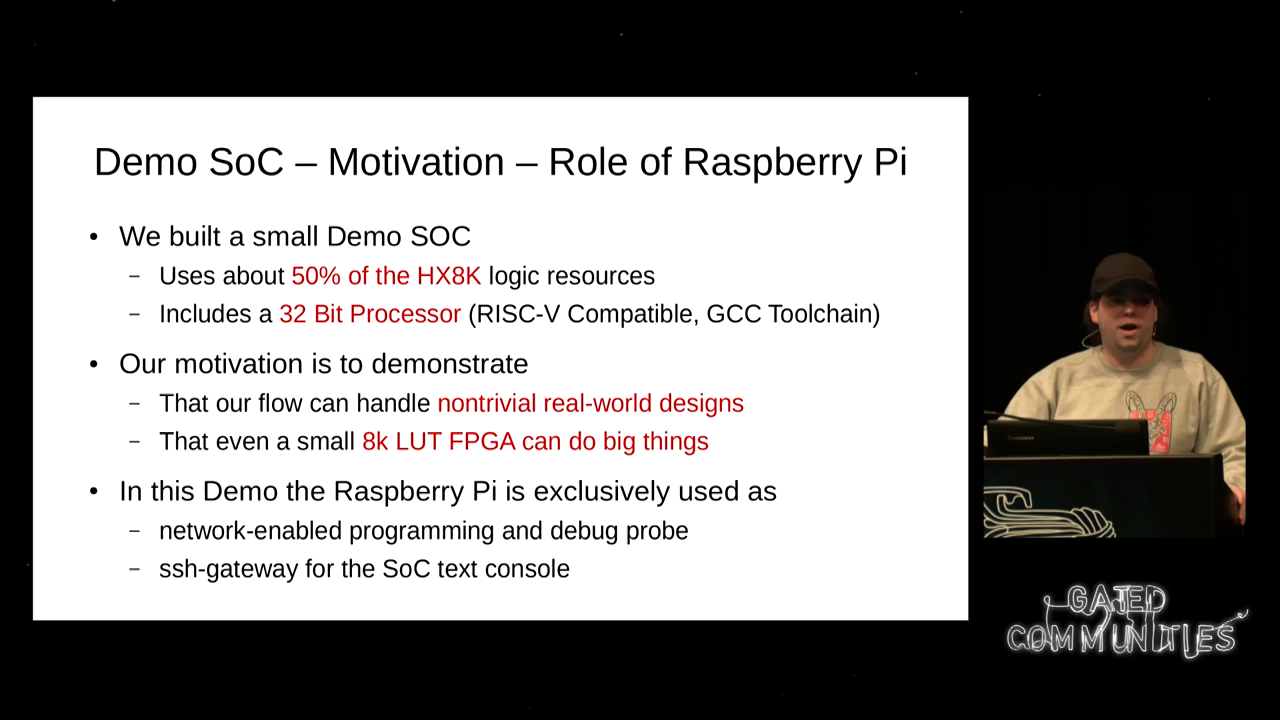 Demo SoC – Motivation – Role of Raspberry Pi
• We built a small Demo SOC
– Uses about 50% of the HX8K logic resources
– Includes a 32 Bit Processor (RISC-V Compatible, GCC Toolchain)
• Our motivation is to demonstrate
– That our flow can handle nontrivial real-world designs
– That even a small 8k LUT FPGA can do big things
• In this Demo the Raspberry Pi is exclusively used as
– network-enabled programming and debug probe
– ssh-gateway for the SoC text console
GATED
COMMUNITIES